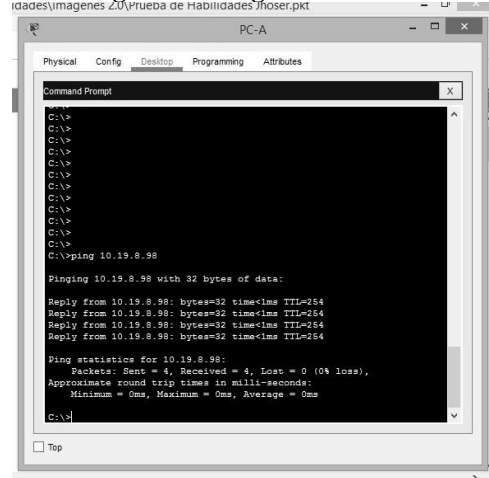 idades\Imagenes 2.0\Prueba de Habilidades Jhoser.pkt
PC-A
Physical Config Desktop Programming Attributes
Command Prompt
X
C:\>
C:\>
C:\>
C:\>
C:\>
C:\>
C:\>
C:\>
C:\>
C:\>
C:\>
C:\>
C:\>ping 10.19.8.98
Pinging 10.19.8.98 with 32 bytes of data:
Reply from 10.19.8.98: bytes=32 time<1ms TTL=254
Reply from 10.19.8.98: bytes=32 time<1ms TTL=254
Reply from 10.19.8.98: bytes=32 time<1ms TTL=254
Reply from 10.19.8.98: bytes=32 time<1ms TTL=254
Ping statistics for 10.19.8.98:
Packets: Sent = 4, Received = 4, Lost = 0 (0% loss),
Approximate round trip times in milli-seconds:
Minimum = 0ms, Maximum = 0ms, Average = 0ms
C:\>
Top